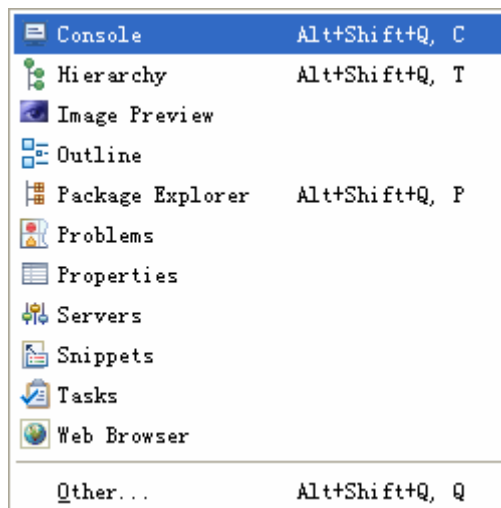 Console Alt+Shift+Q, C
Hierarchy Alt+Shift+Q, T
Image Preview
Outline
Package Explorer Alt+Shift+Q, P
Problems
Properties
Servers
Snippets
Tasks
Web Browser
Other... Alt+Shift+Q, Q